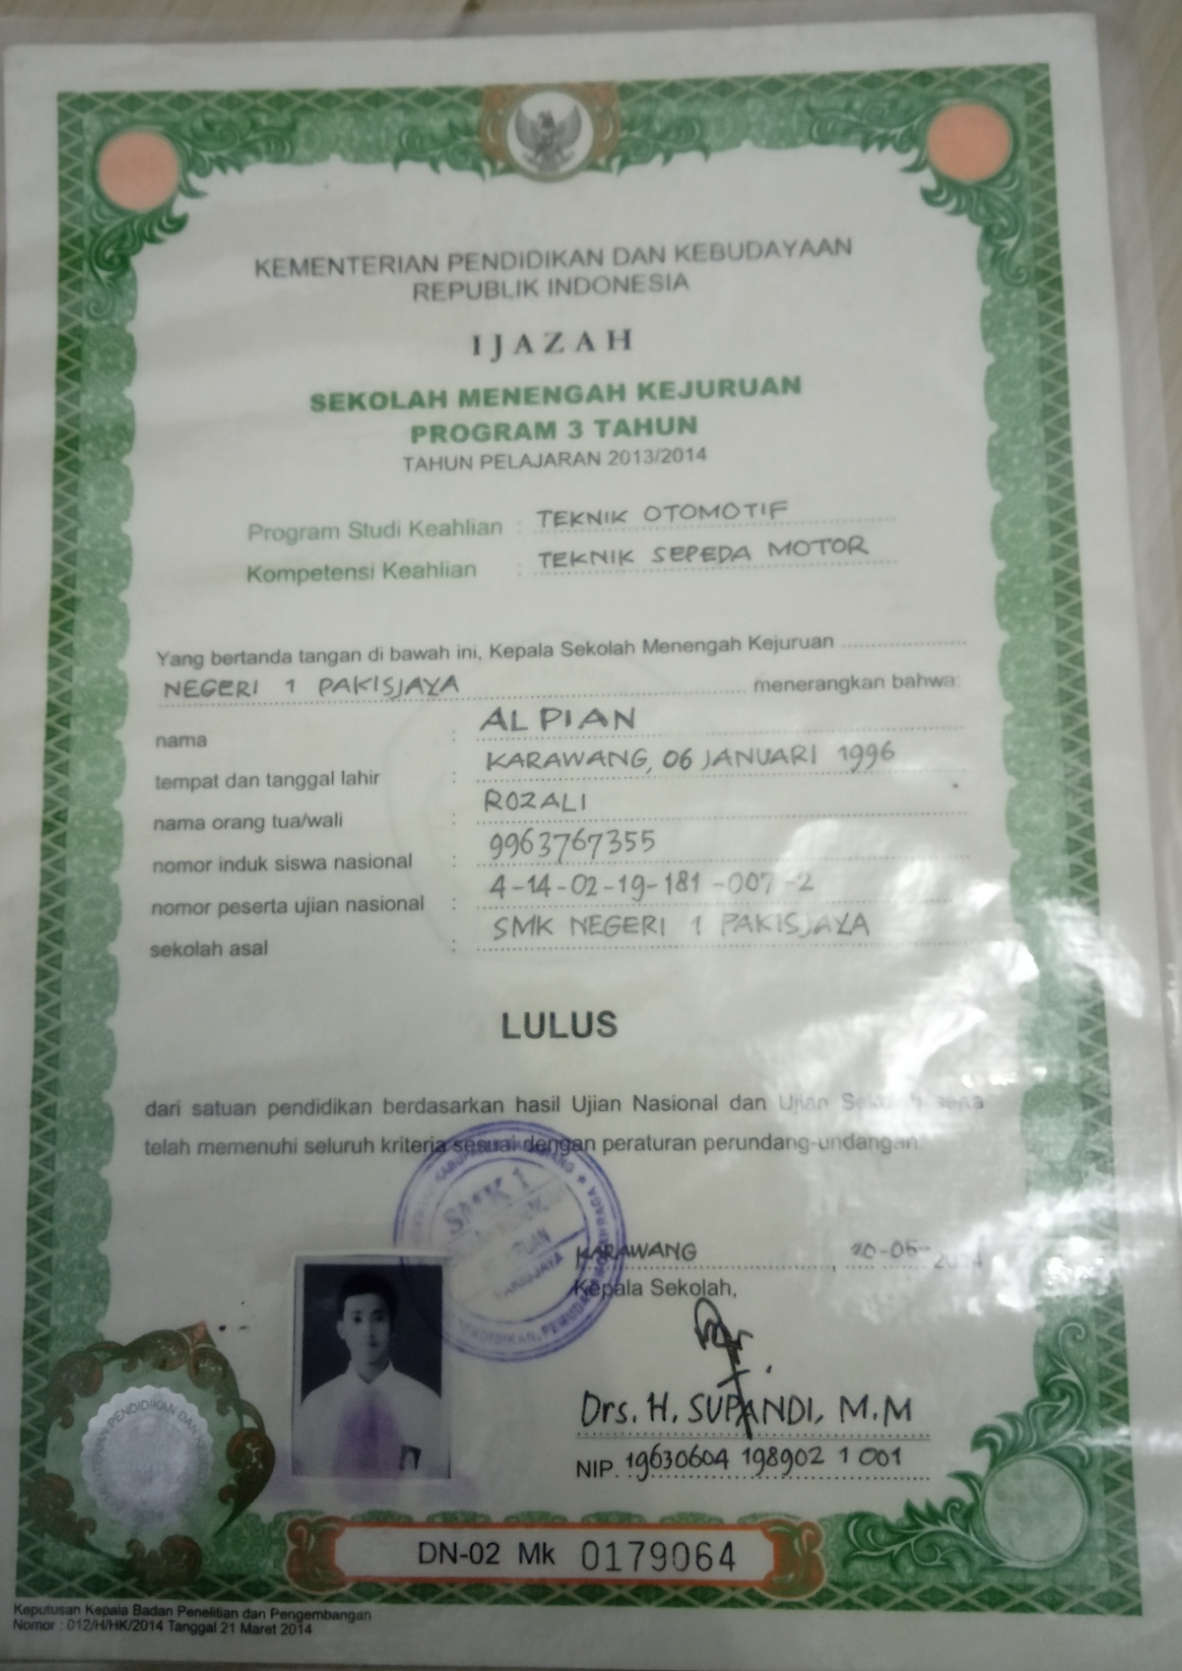 KEMENTERIAN PENDIDIKAN DAN KEBUDAYAAN
REPUBLIK INDONESIA
IJAZAH
SEKOLAH MENENGAH KEJURUAN
PROGRAM 3 TAHUN
TAHUN PELAJARAN 2013/2014
Program Studi Keahlian : TEKNIK OTOMOTIF
Kompetensi Keahlian : TEKNIK SEPEDA MOTOR
Yang bertanda tangan di bawah ini, Kepala Sekolah Menengah Kejuruan
NEGERI 1 PAKISJAYA menerangkan bahwa:
nama : ALPIAN
tempat dan tanggal lahir : KARAWANG, 06 JANUARI 1996
nama orang tua/wali : ROZALI
nomor induk siswa nasional : 9963767355
nomor peserta ujian nasional : 4-14-02-19-181-007-2
sekolah asal : SMK NEGERI 1 PAKISJAYA
LULUS
dari satuan pendidikan berdasarkan hasil Ujian Nasional dan Ujian Sekolah serta
telah memenuhi seluruh kriteria sesuai dengan peraturan perundang-undangan.
SMK 1
PAKISJAYA
KARAWANG, 20-05-2014
Kepala Sekolah,
Drs. H. SUPANDI, M.M
NIP. 19630604 198902 1 001
DN-02 Mk 0179064
Keputusan Kepala Badan Penelitian dan Pengembangan
Nomor : 012/H/HK/2014 Tanggal 21 Maret 2014